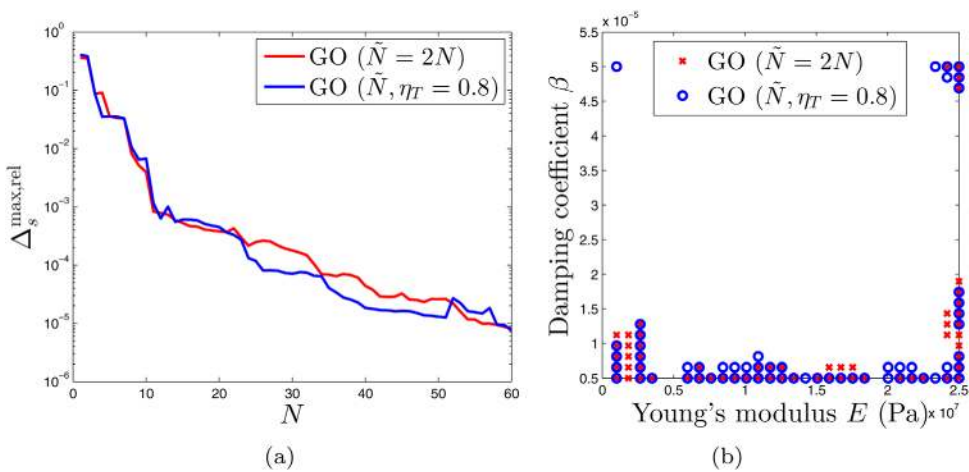 10^0
10^-1
10^-2
10^-3
10^-4
10^-5
10^-6
Δ_s^max,rel
GO (Ñ = 2N)
GO (Ñ, η_T = 0.8)
0 10 20 30 40 50 60
N
(a)
x 10^-5
5
4.5
4
3.5
3
2.5
2
1.5
1
0.5
Damping coefficient β
GO (Ñ = 2N)
GO (Ñ, η_T = 0.8)
0 0.5 1 1.5 2 2.5
Young's modulus E (Pa) x 10^7
(b)